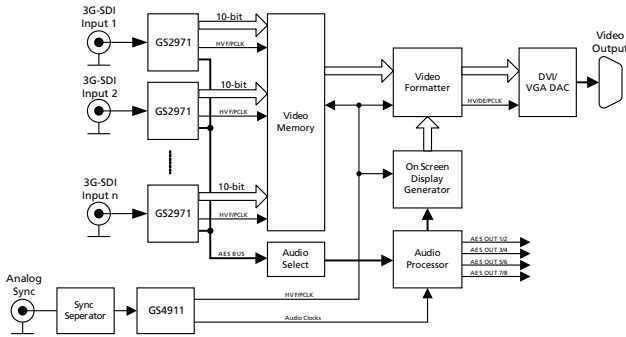 3G-SDI
Input 1
GS2971
10-bit
HVF/PCLK
3G-SDI
Input 2
GS2971
10-bit
HVF/PCLK
3G-SDI
Input n
GS2971
10-bit
HVF/PCLK
Video
Memory
Video
Formatter
HV/DE/PCLK
DVI/
VGA DAC
Video
Output
On Screen
Display
Generator
AES BUS
Audio
Select
Audio
Processor
AES OUT 1/2
AES OUT 3/4
AES OUT 5/6
AES OUT 7/8
Analog
Sync
Sync
Seperator
GS4911
HVF/PCLK
Audio Clocks